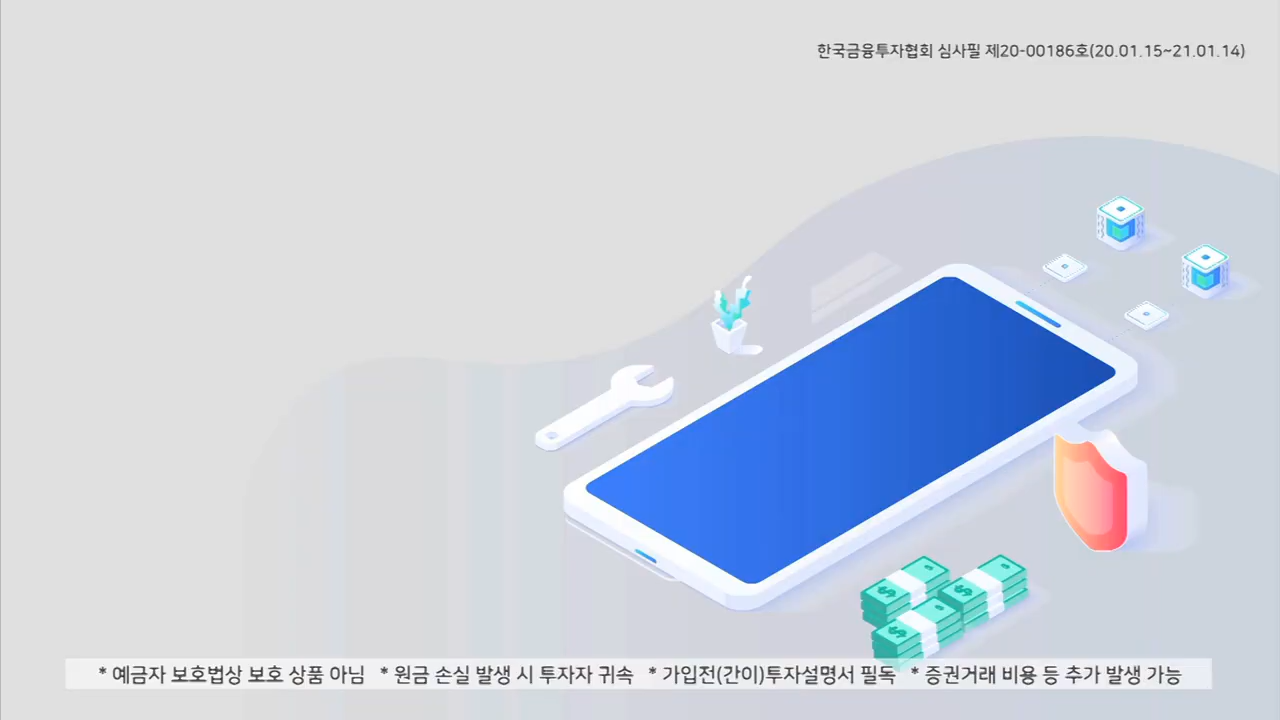 한국금융투자협회 심사필 제20-00186호(20.01.15~21.01.14)
* 예금자 보호법상 보호 상품 아님 * 원금 손실 발생 시 투자자 귀속 * 가입전(간이)투자설명서 필독 * 증권거래 비용 등 추가 발생 가능